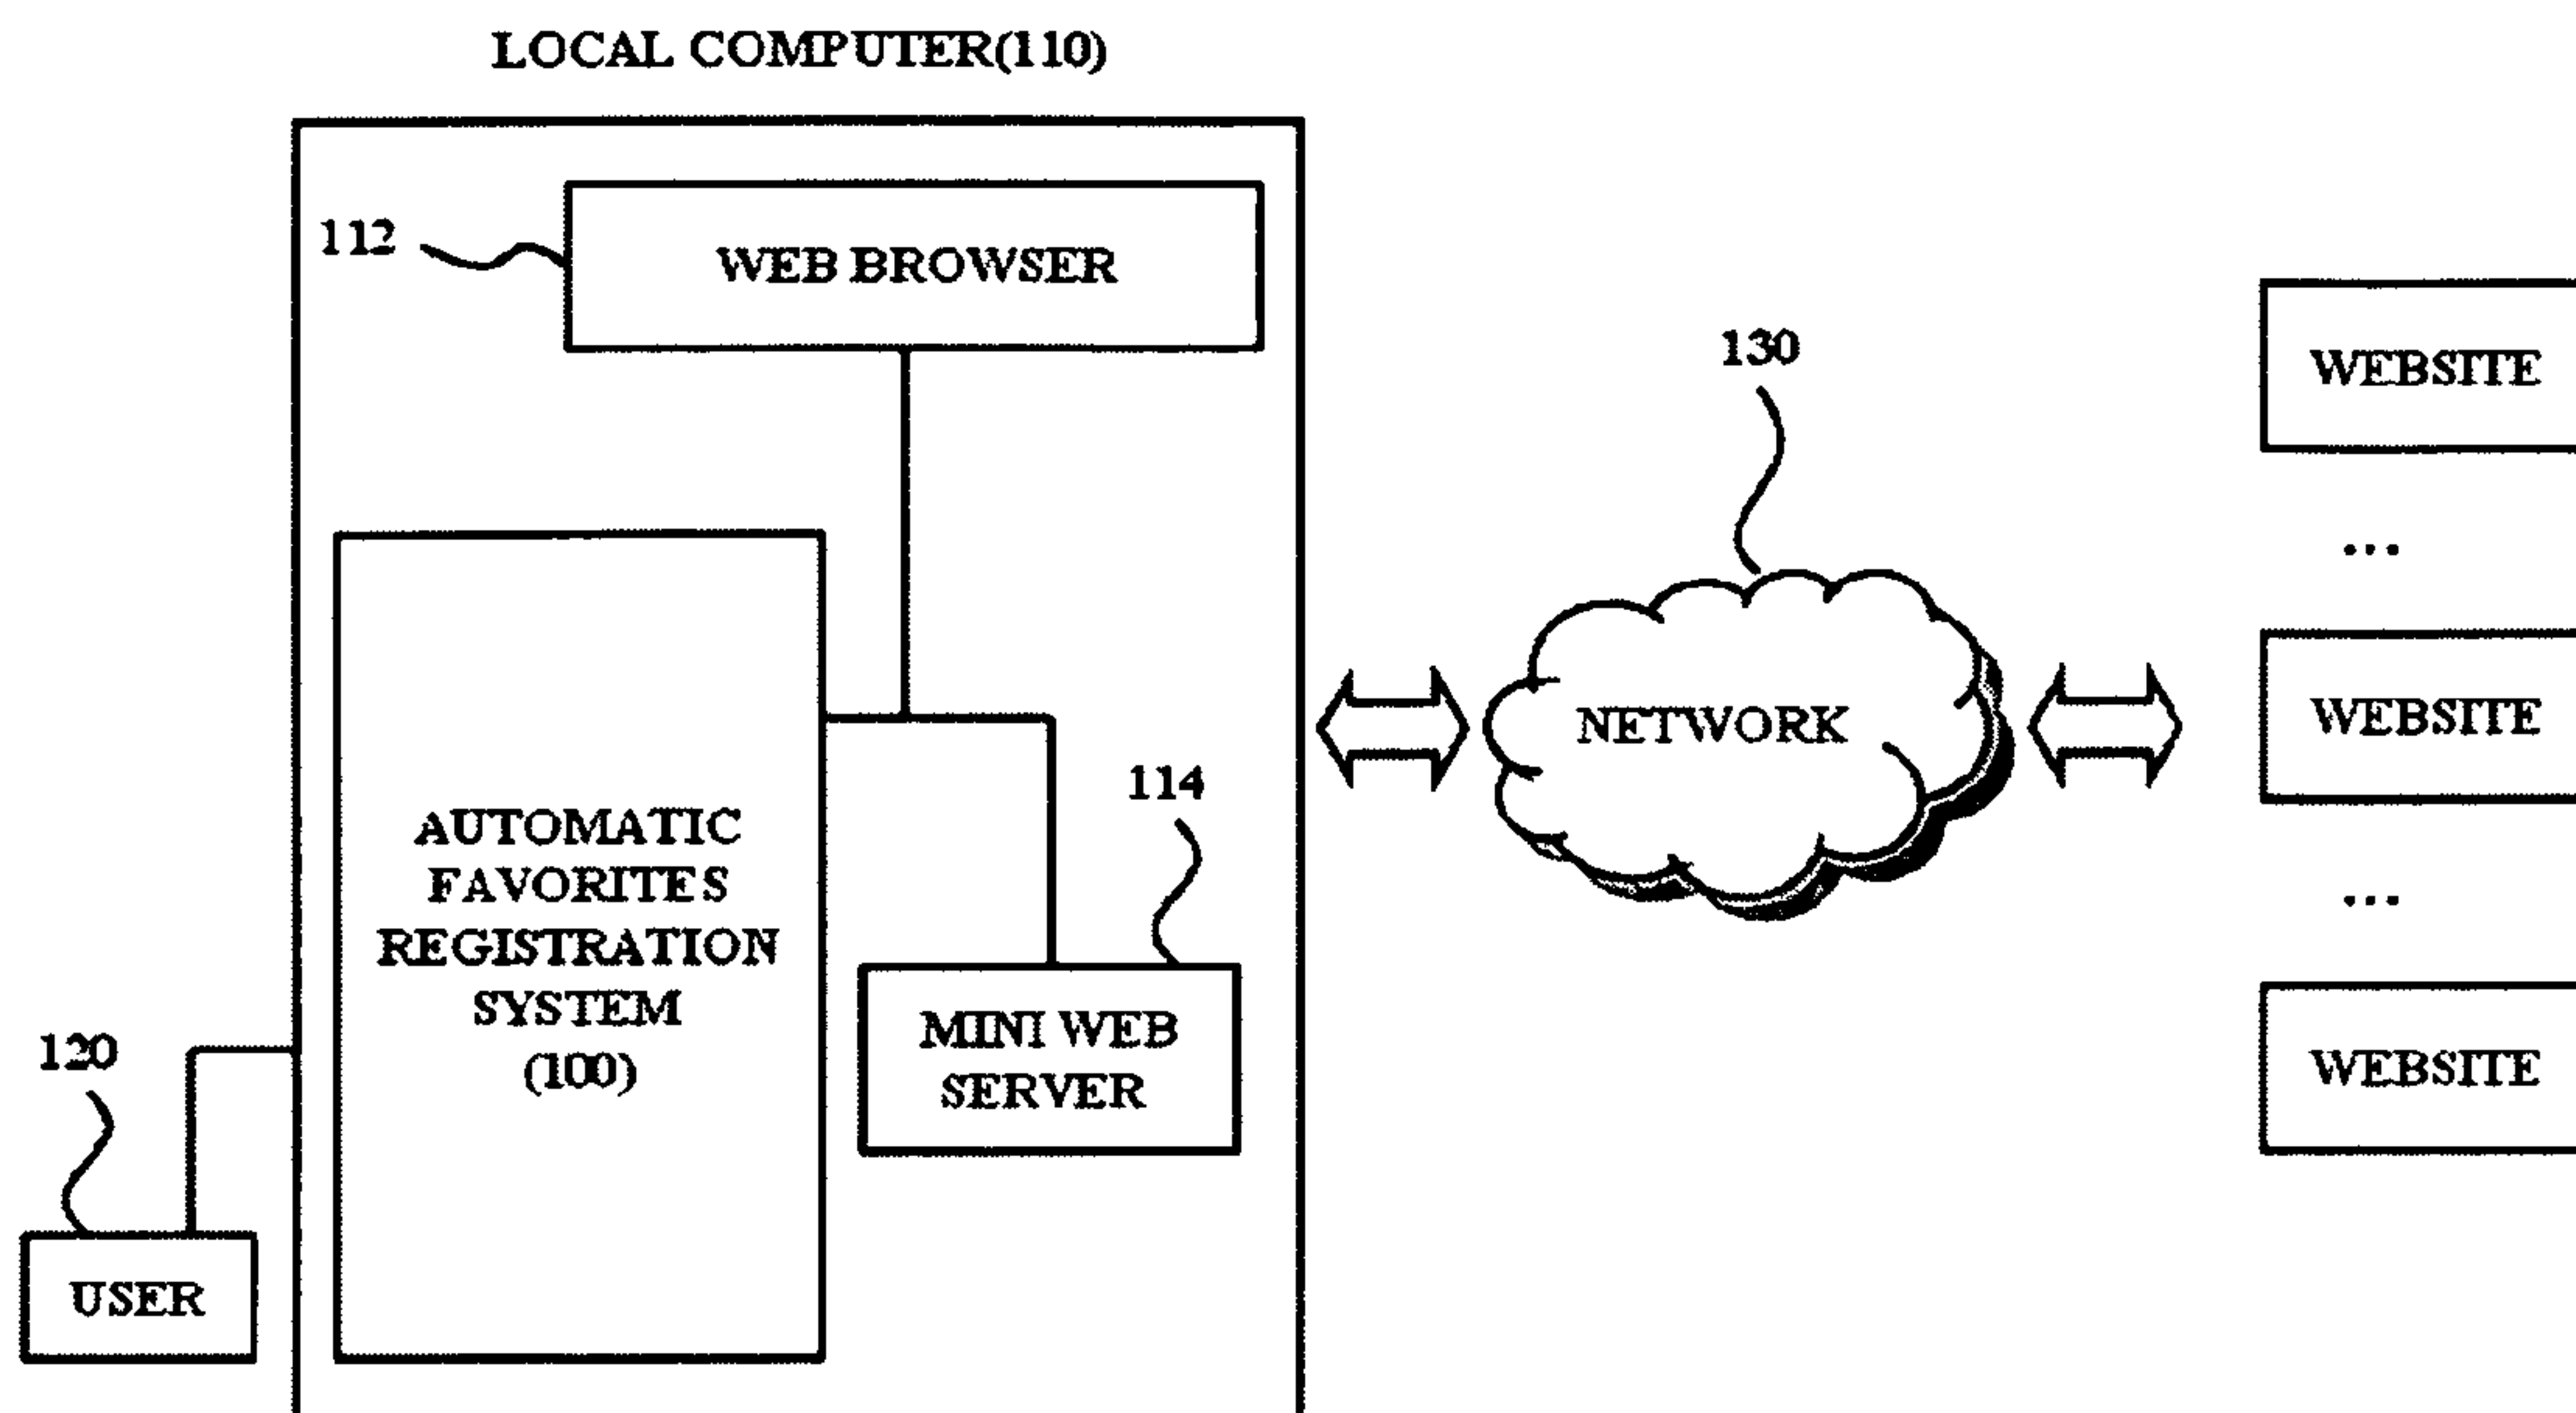 LOCAL COMPUTER(110)
112
WEB BROWSER
130
WEBSITE
...
WEBSITE
NETWORK
114
AUTOMATIC
FAVORITES
REGISTRATION
SYSTEM
(100)
MINI WEB
SERVER
...
WEBSITE
120
USER